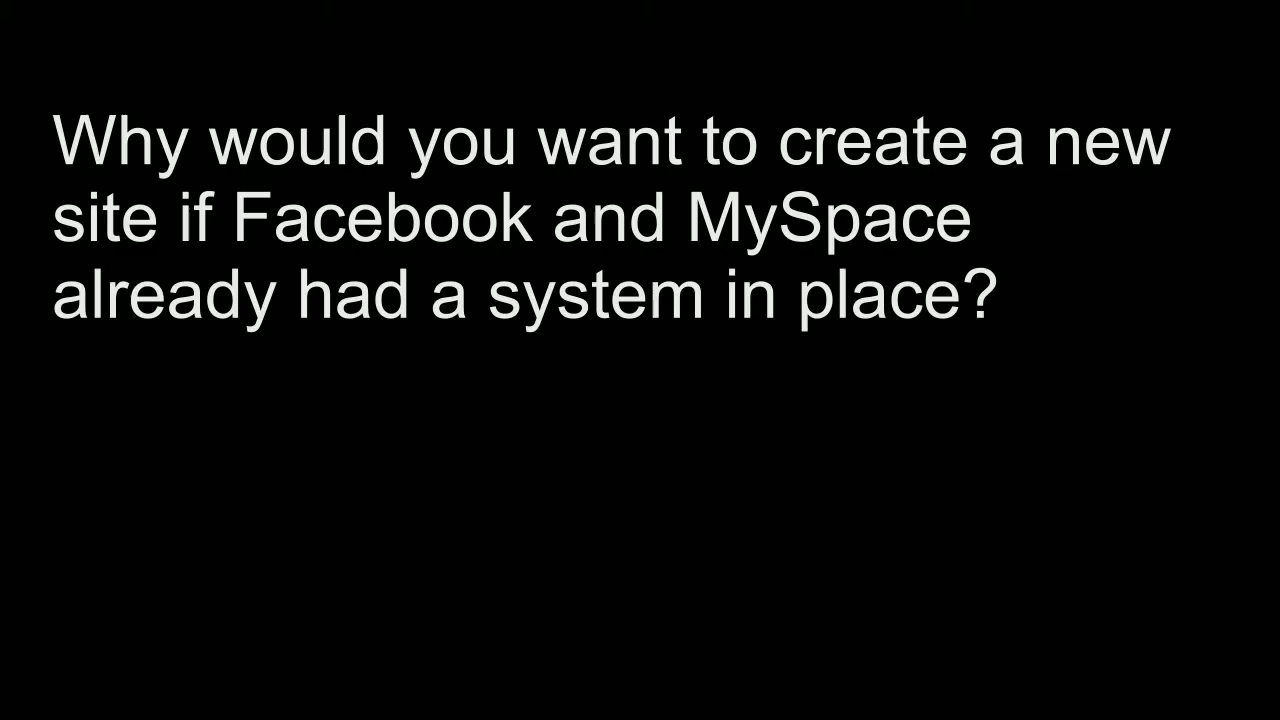 Why would you want to create a new
site if Facebook and MySpace
already had a system in place?